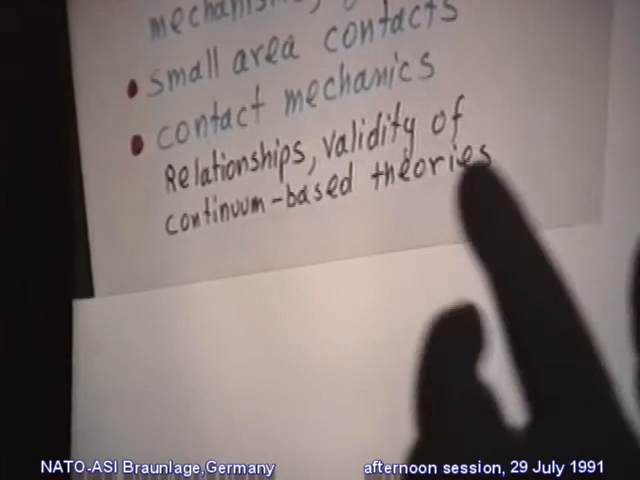 • small area contacts
• contact mechanics
Relationships, validity of
continuum-based theories
NATO-ASI Braunlage,Germany
afternoon session, 29 July 1991